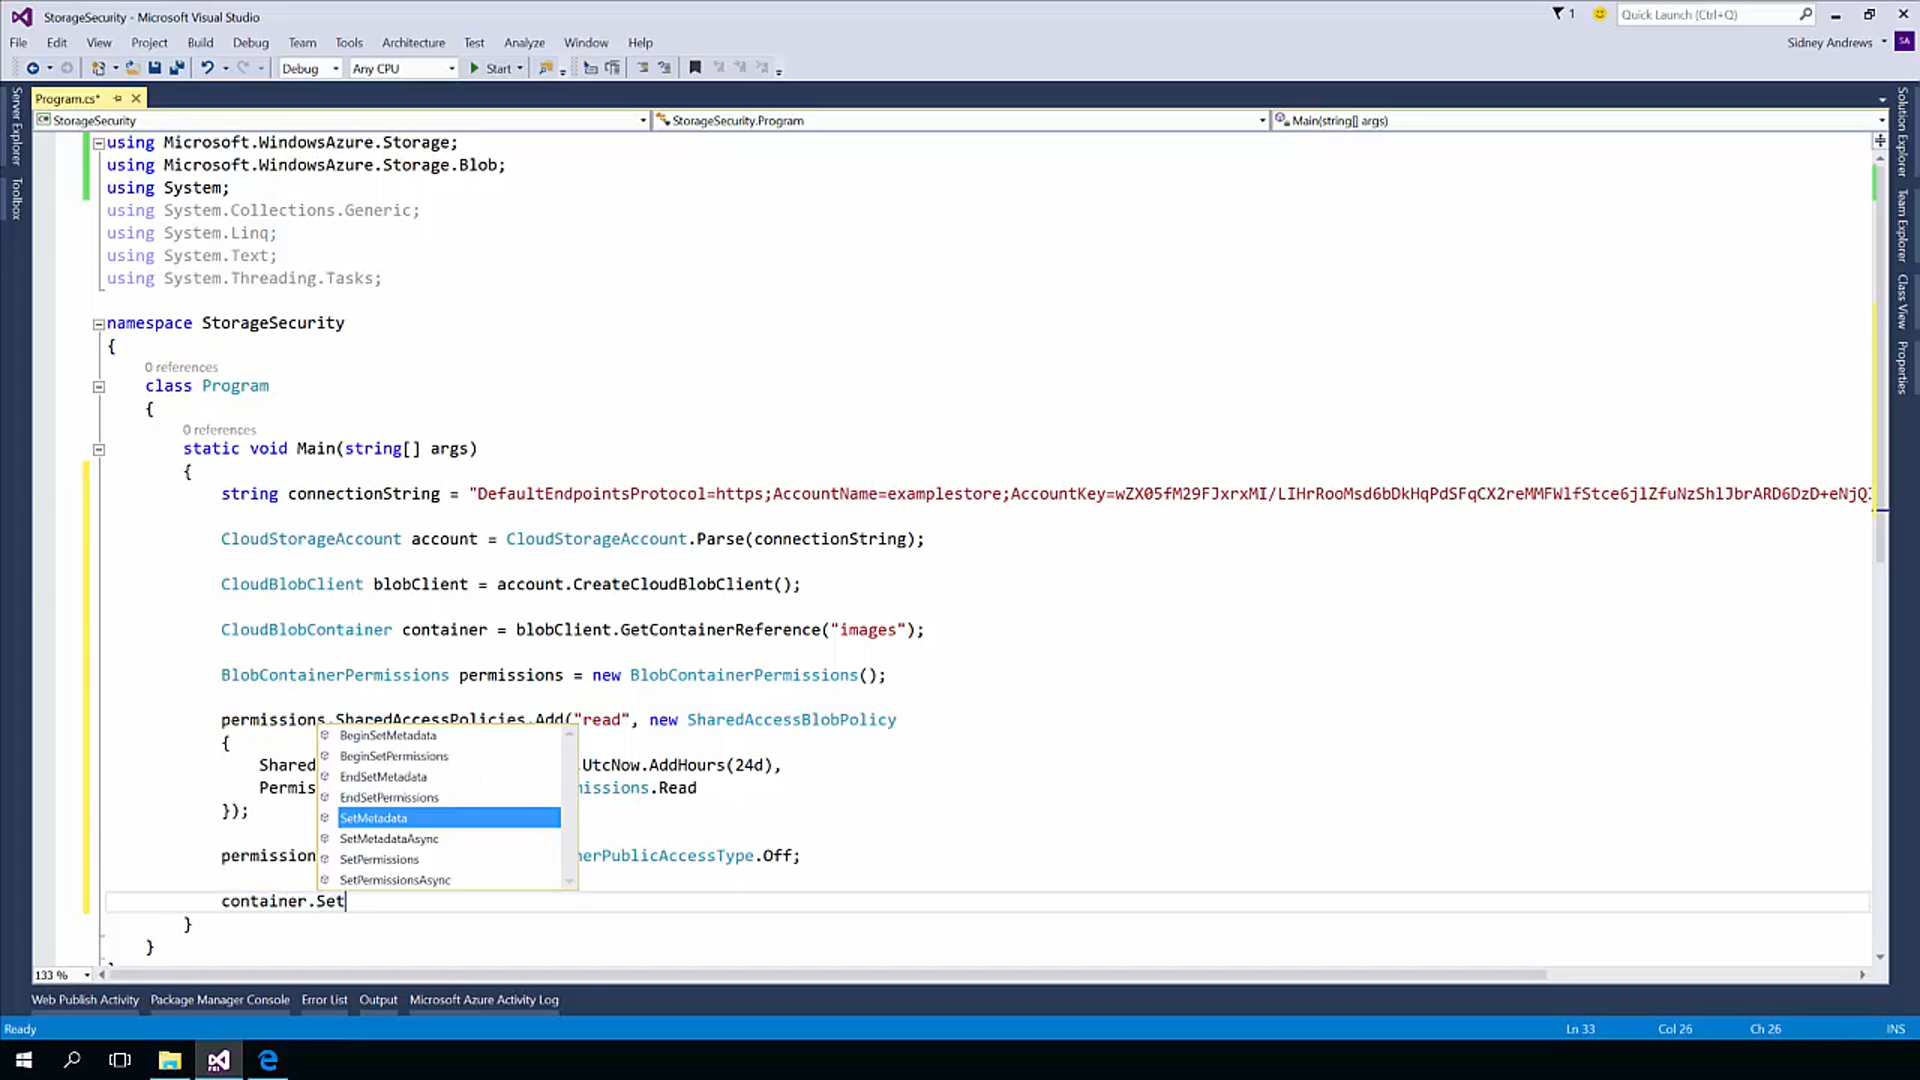 StorageSecurity - Microsoft Visual Studio
1
Quick Launch (Ctrl+Q)
File Edit View Project Build Debug Team Tools Architecture Test Analyze Window Help
Sidney Andrews
SA
Debug Any CPU Start
Program.cs*
StorageSecurity
StorageSecurity.Program
Main(string[] args)
Server Explorer
Toolbox
Solution Explorer
Team Explorer
Class View
Properties
using Microsoft.WindowsAzure.Storage;
using Microsoft.WindowsAzure.Storage.Blob;
using System;
using System.Collections.Generic;
using System.Linq;
using System.Text;
using System.Threading.Tasks;
namespace StorageSecurity
{
0 references
class Program
{
0 references
static void Main(string[] args)
{
string connectionString = "DefaultEndpointsProtocol=https;AccountName=examplestore;
CloudStorageAccount account = CloudStorageAccount.Parse(connectionString);
CloudBlobClient blobClient = account.CreateCloudBlobClient();
CloudBlobContainer container = blobClient.GetContainerReference("images");
BlobContainerPermissions permissions = new BlobContainerPermissions();
permissions.SharedAccessPolicies.Add("read", new SharedAccessBlobPolicy
{
Shared UtcNow.AddHours(24d),
Permis missions.Read
});
permission nerPublicAccessType.Off;
BeginSetMetadata
BeginSetPermissions
EndSetMetadata
EndSetPermissions
SetMetadata
SetMetadataAsync
SetPermissions
SetPermissionsAsync
container.Set
}
}
133 %
Web Publish Activity Package Manager Console Error List Output Microsoft Azure Activity Log
Ready
Ln 33 Col 26 Ch 26 INS